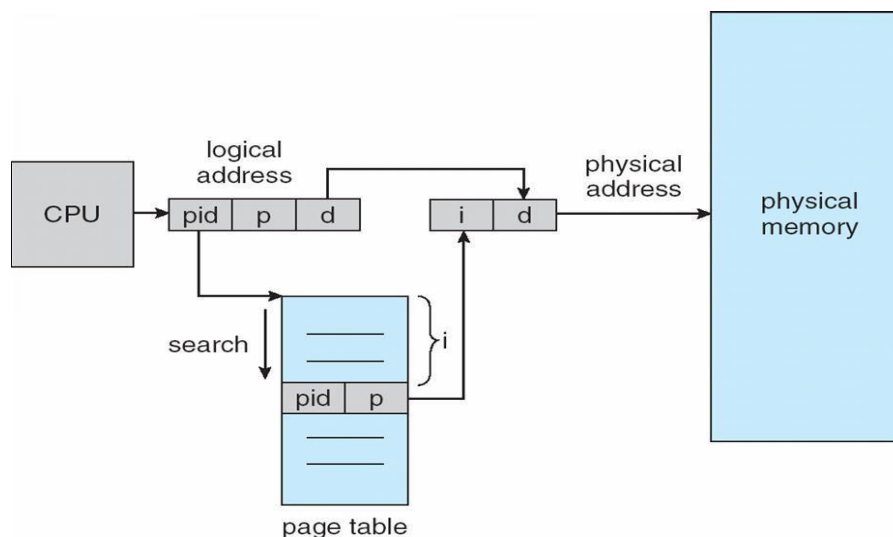 logical
address
physical
address
CPU
pid p d
i d
physical
memory
search
i
pid p
page table